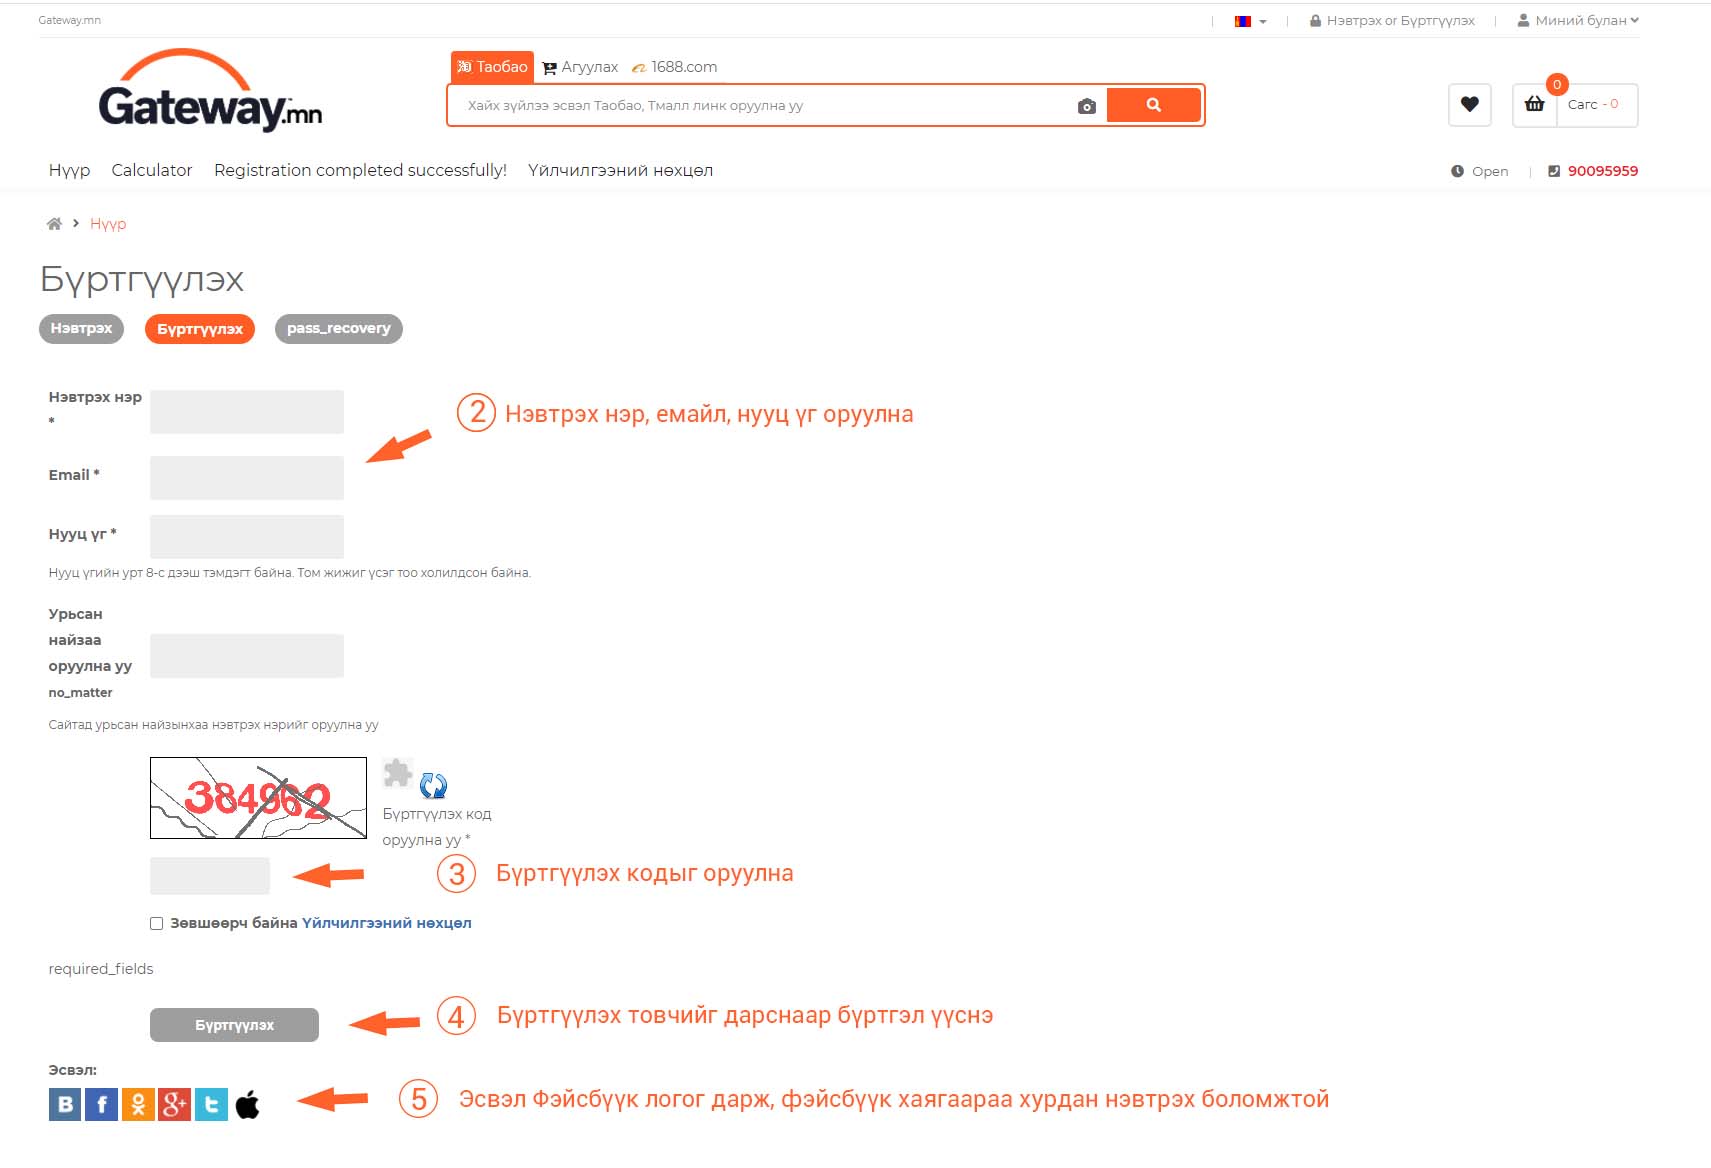 Gateway.mn
Нэвтрэх or Бүртгүүлэх
Миний булан
Gateway.mn
淘 Таобао
Агуулах
1688.com
Хайх зүйлээ эсвэл Таобао, Тмалл линк оруулна уу
0
Сагс - 0
Нүүр
Calculator
Registration completed successfully!
Үйлчилгээний нөхцөл
Open
90095959
Нүүр
Бүртгүүлэх
Нэвтрэх
Бүртгүүлэх
pass_recovery
Нэвтрэх нэр
*
2 Нэвтрэх нэр, емайл, нууц үг оруулна
Email *
Нууц үг *
Нууц үгийн урт 8-с дээш тэмдэгт байна. Том жижиг үсэг тоо холилдсон байна.
Урьсан
найзаа
оруулна уу
no_matter
Сайтад урьсан найзынхаа нэвтрэх нэрийг оруулна уу
384962
Бүртгүүлэх код
оруулна уу *
3 Бүртгүүлэх кодыг оруулна
Зөвшөөрч байна Үйлчилгээний нөхцөл
required_fields
Бүртгүүлэх
4 Бүртгүүлэх товчийг дарснаар бүртгэл үүснэ
Эсвэл:
B f g+ t
5 Эсвэл Фэйсбүүк логог дарж, фэйсбүүк хаягаараа хурдан нэвтрэх боломжтой